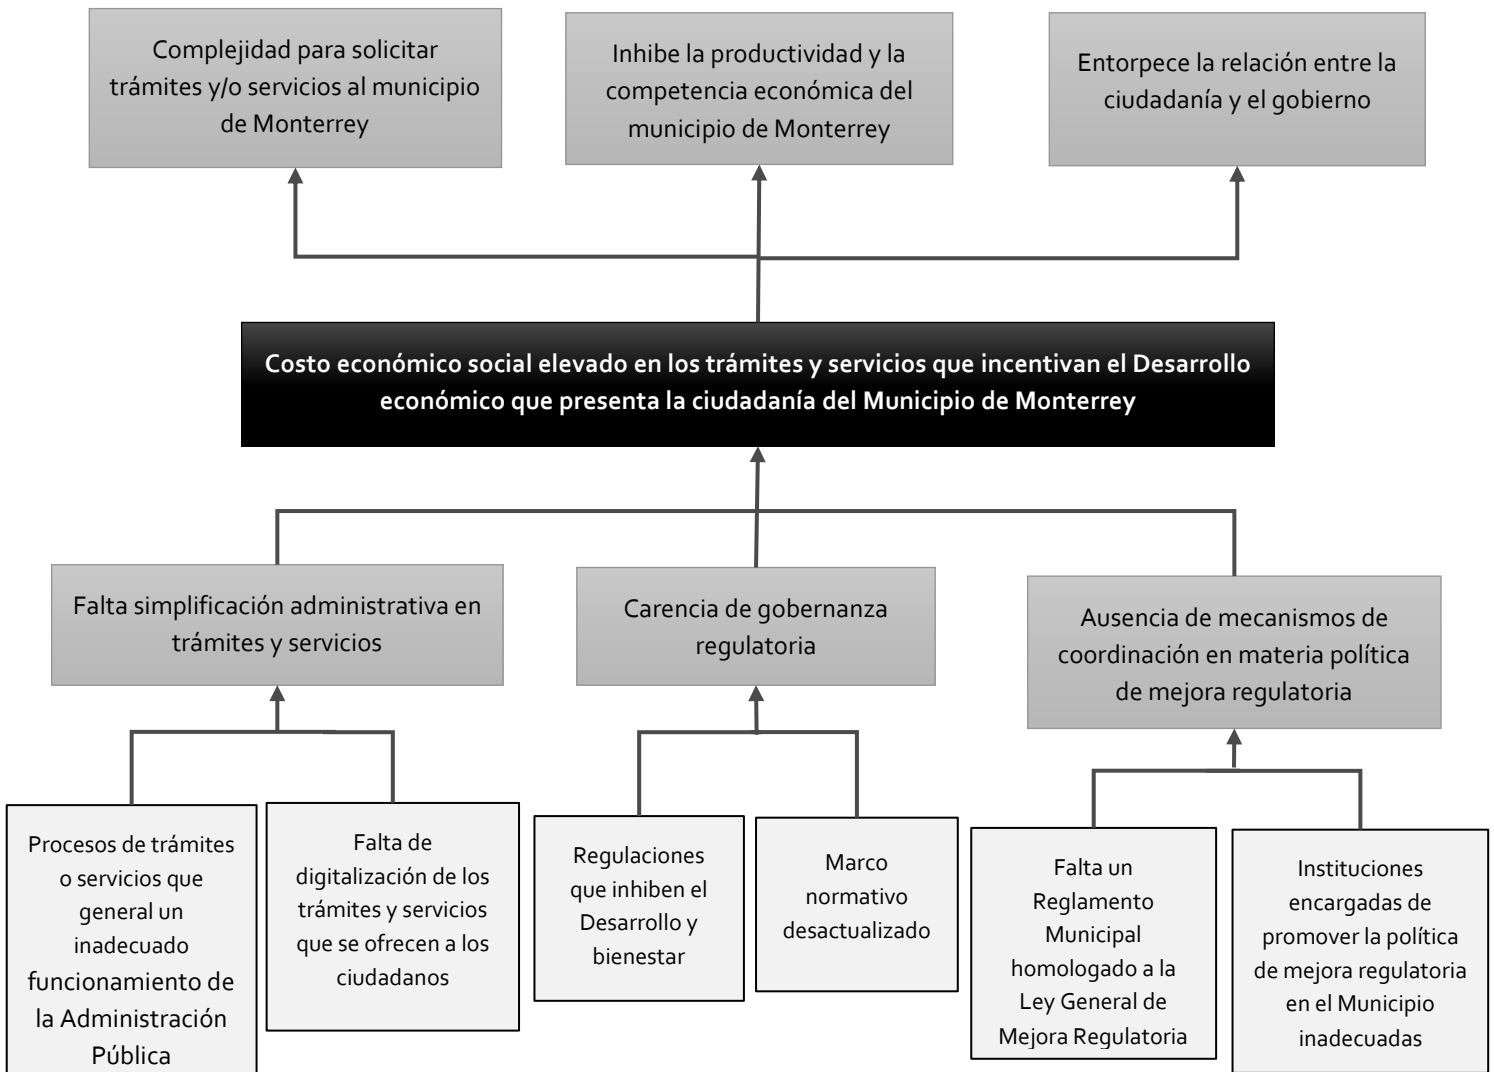 Complejidad para solicitar
trámites y/o servicios al municipio
de Monterrey
Inhibe la productividad y la
competencia económica del
municipio de Monterrey
Entorpece la relación entre la
ciudadanía y el gobierno
Costo económico social elevado en los trámites y servicios que incentivan el Desarrollo
económico que presenta la ciudadanía del Municipio de Monterrey
Falta simplificación administrativa en
trámites y servicios
Carencia de gobernanza
regulatoria
Ausencia de mecanismos de
coordinación en materia política
de mejora regulatoria
Procesos de trámites
o servicios que
general un
inadecuado
funcionamiento de
la Administración
Pública
Falta de
digitalización de los
trámites y servicios
que se ofrecen a los
ciudadanos
Regulaciones
que inhiben el
Desarrollo y
bienestar
Marco
normativo
desactualizado
Falta un
Reglamento
Municipal
homologado a la
Ley General de
Mejora Regulatoria
Instituciones
encargadas de
promover la política
de mejora regulatoria
en el Municipio
inadecuadas